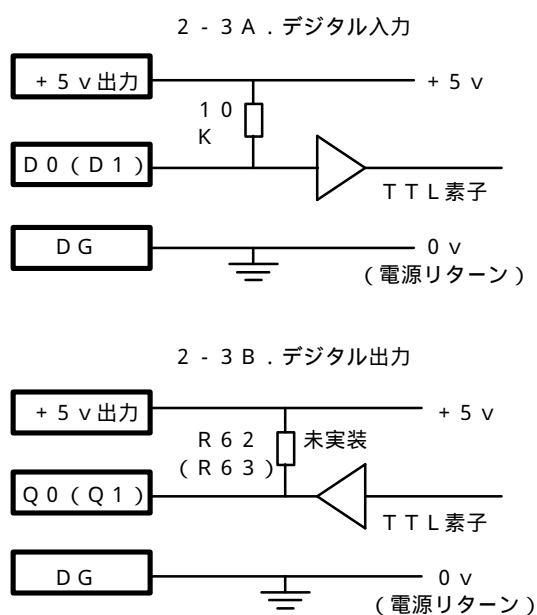 2-3A.デジタル入力
+5v出力
+5v
10
K
D0(D1)
TTL素子
DG
0v
(電源リターン)
2-3B.デジタル出力
+5v出力
+5v
R62
未実装
(R63)
Q0(Q1)
TTL素子
DG
0v
(電源リターン)